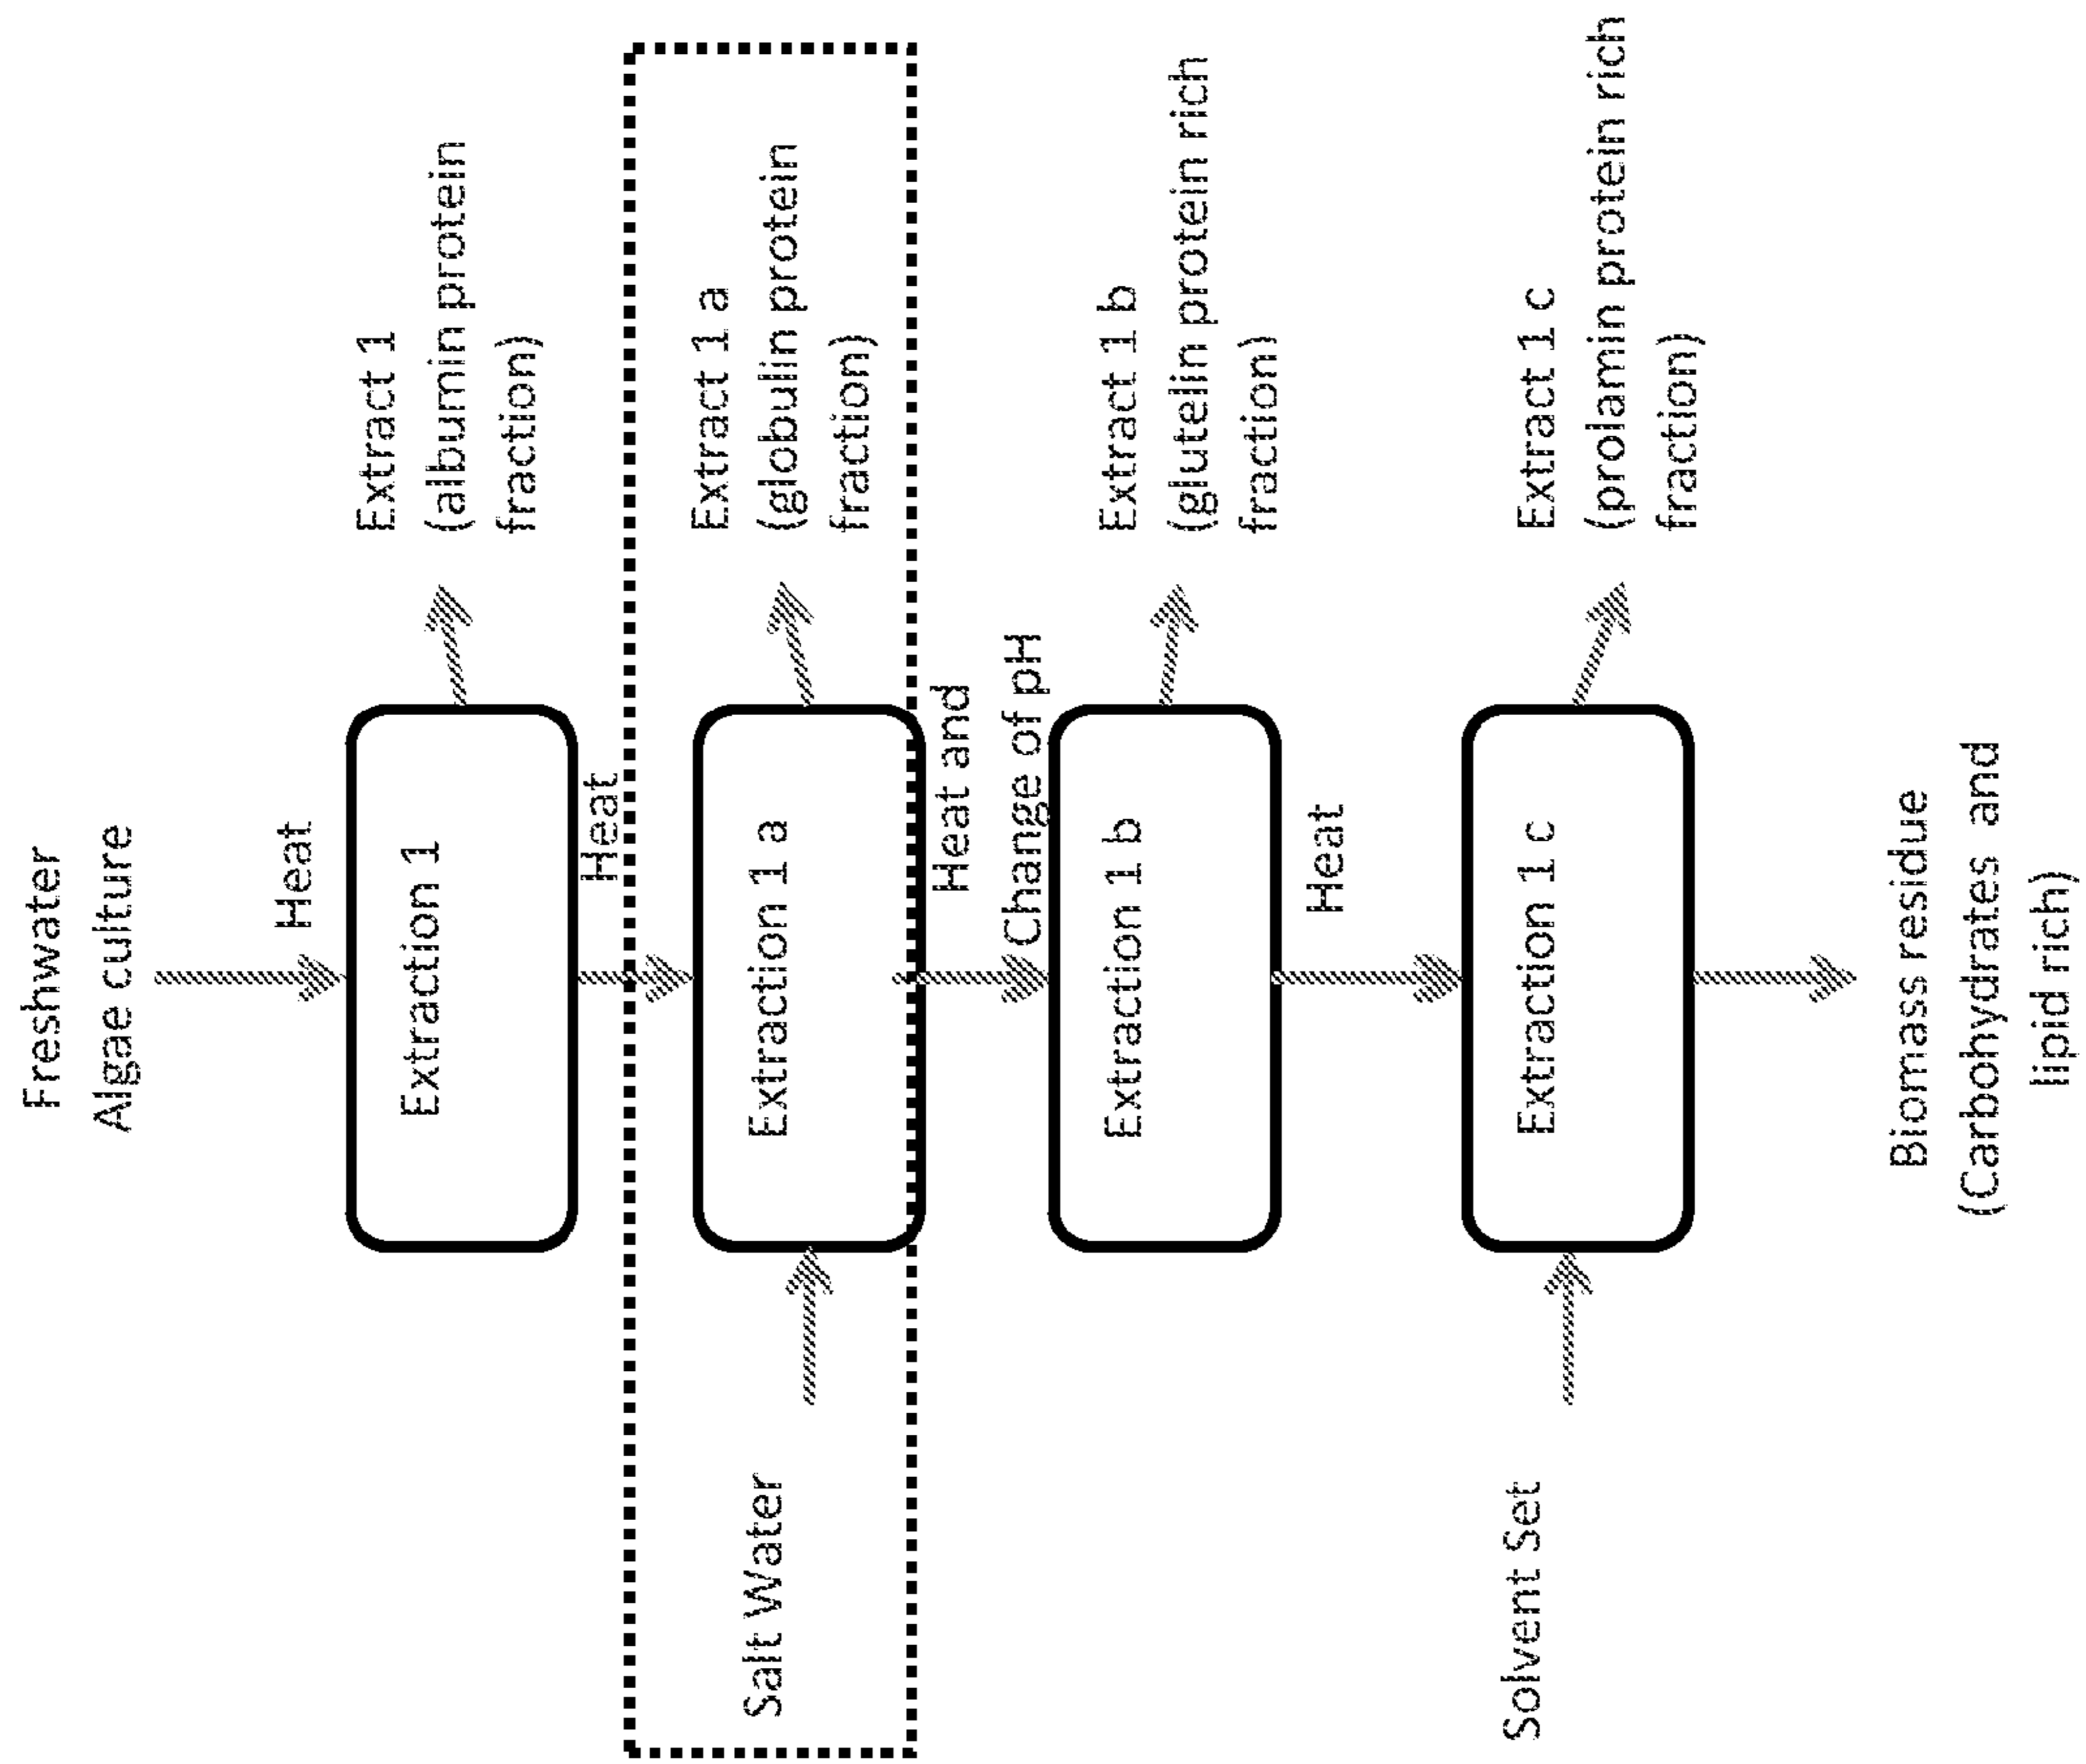 Freshwater
Algae culture
Heat
Extraction 1
Extract 1
(albumin protein
fraction)
Heat
Salt Water
Extraction 1 a
Extract 1 a
(globulin protein
fraction)
Heat and
Change of pH
Extraction 1 b
Extract 1 b
(glutelin protein rich
fraction)
Heat
Solvent Set
Extraction 1 c
Extract 1 c
(prolamin protein rich
fraction)
Biomass residue
(Carbohydrates and
lipid rich)